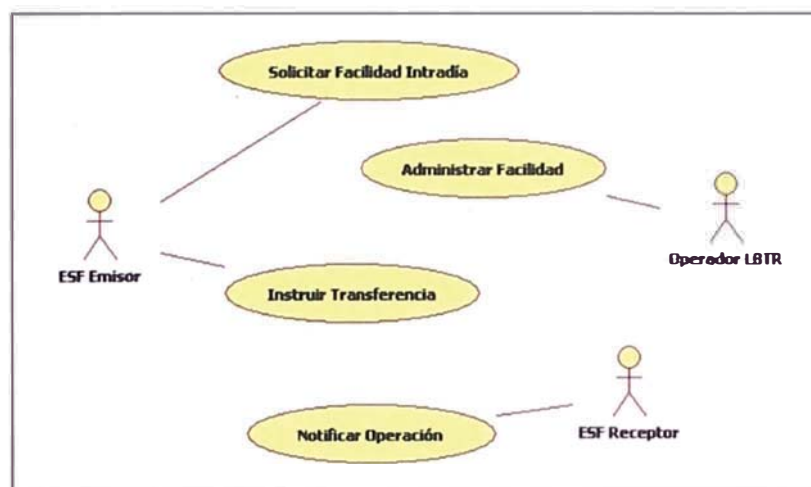 Solicitar Facilidad Intradía
Administrar Facilidad
ESF Emisor
Operador LBTR
Instruir Transferencia
ESF Receptor
Notificar Operación